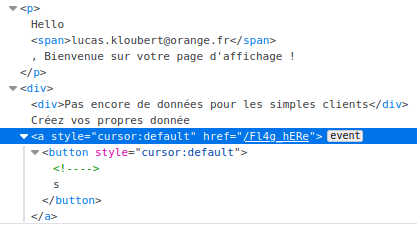 <p>
Hello
<span>lucas.kloubert@orange.fr</span>
, Bienvenue sur votre page d'affichage !
</p>
<div>
<div>Pas encore de données pour les simples clients</div>
Créez vos propres donnée
<a style="cursor:default" href="/Fl4g_hERe"> event
<button style="cursor:default">
<!---->
s
</button>
</a>